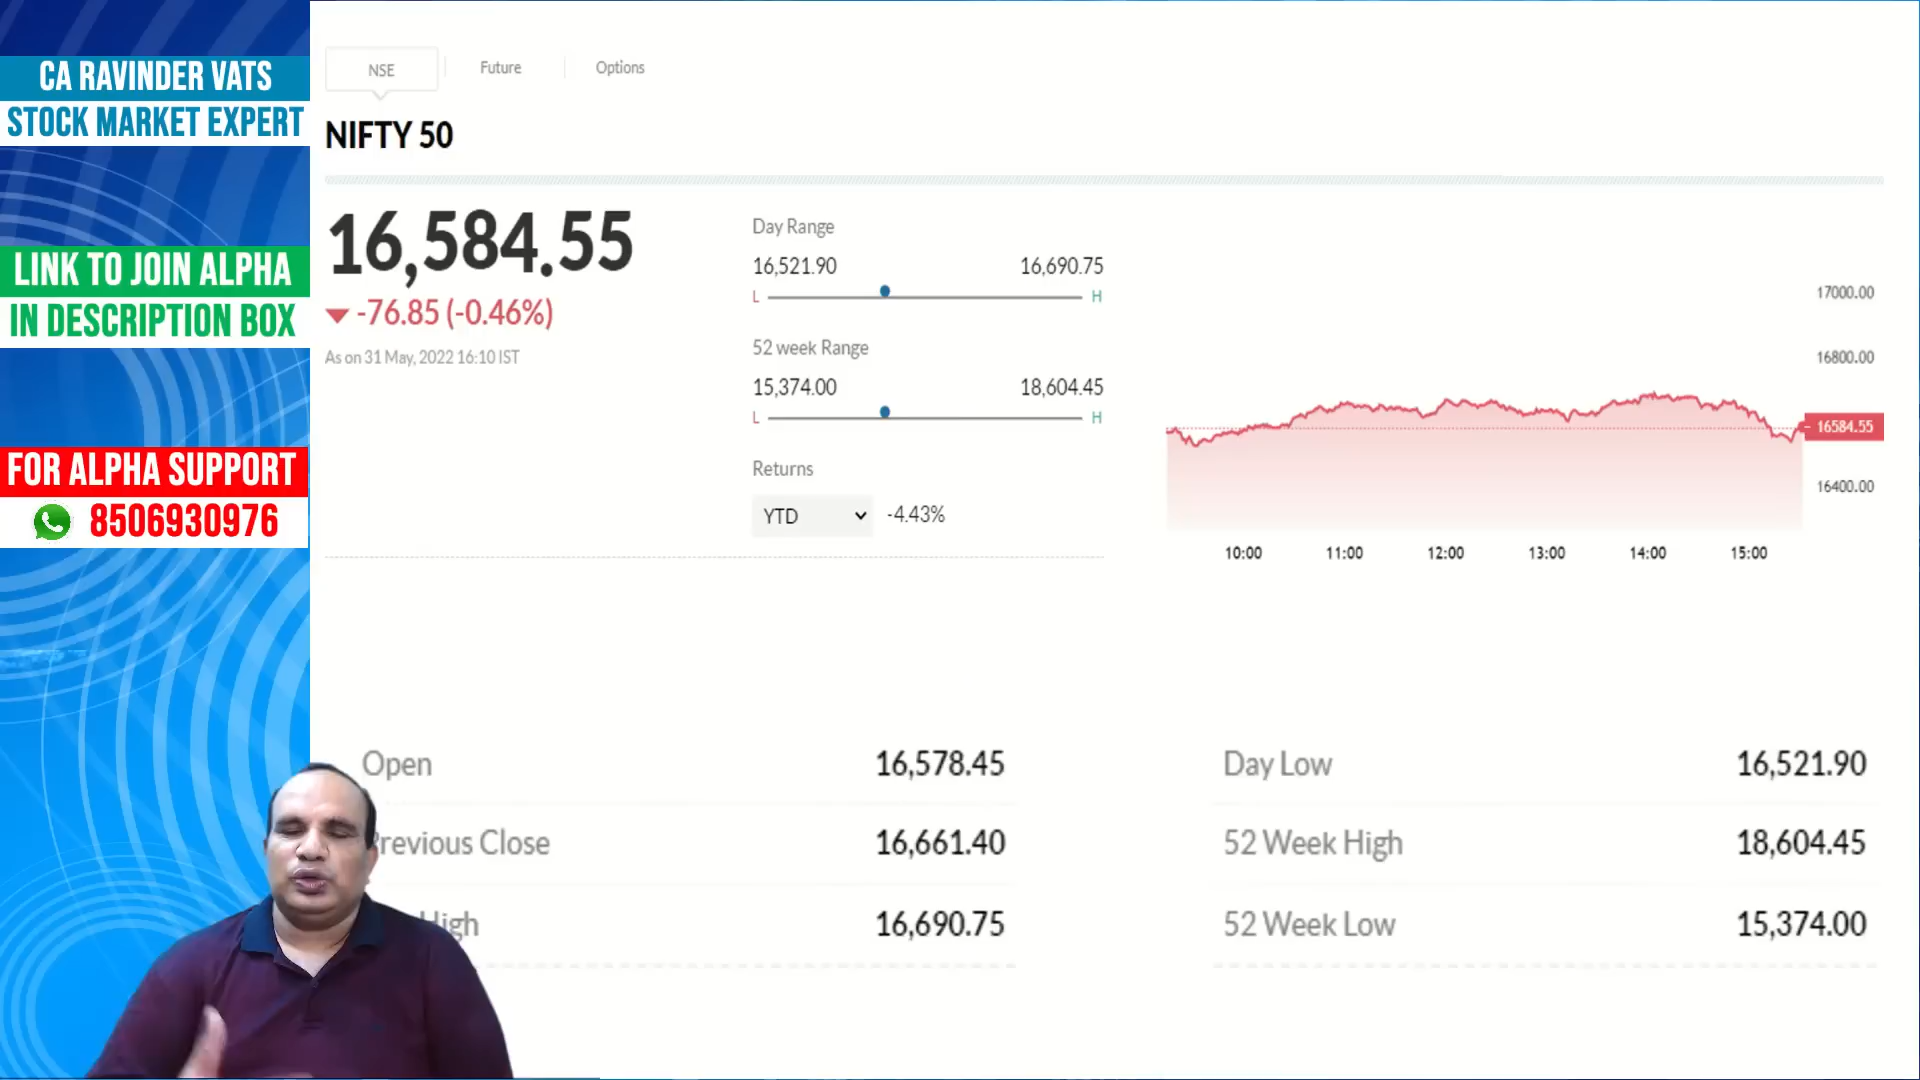 CA RAVINDER VATS
STOCK MARKET EXPERT
LINK TO JOIN ALPHA
IN DESCRIPTION BOX
FOR ALPHA SUPPORT
8506930976
NSE
Future
Options
NIFTY 50
16,584.55
-76.85 (-0.46%)
As on 31 May, 2022 16:10 IST
Day Range
16,521.90 16,690.75
L H
52 week Range
15,374.00 18,604.45
L H
Returns
YTD -4.43%
17000.00
16800.00
16584.55
16400.00
10:00 11:00 12:00 13:00 14:00 15:00
Open 16,578.45
Previous Close 16,661.40
High 16,690.75
Day Low 16,521.90
52 Week High 18,604.45
52 Week Low 15,374.00